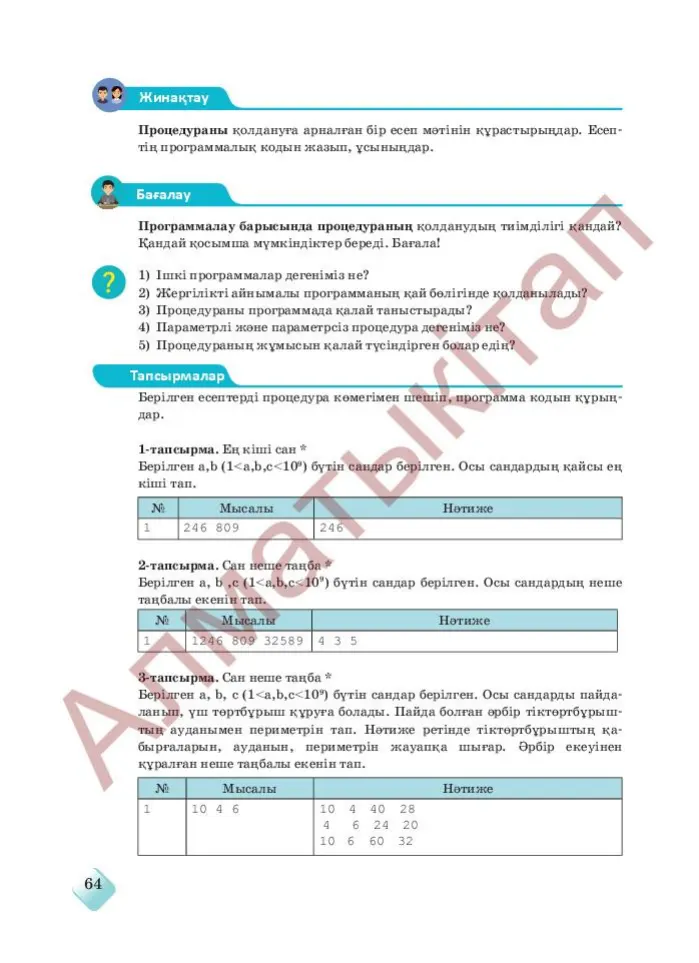 Жинақтау
Процедураны қолдануға арналған бір есеп мәтінін құрастырыңдар. Есеп-
тің программалық кодын жазып, ұсыныңдар.
Бағалау
Программалау барысында процедураның қолданудың тиімділігі қандай?
Қандай қосымша мүмкіндіктер береді. Бағала!
?
1) Ішкі программалар дегеніміз не?
2) Жергілікті айнымалы программаның қай бөлігінде қолданылады?
3) Процедураны программада қалай таныстырады?
4) Параметрлі және параметрсіз процедура дегеніміз не?
5) Процедураның жұмысын қалай түсіндірген болар едің?
Тапсырмалар
Берілген есептерді процедура көмегімен шешіп, программа кодын құрың-
дар.
1-тапсырма. Ең кіші сан *
Берілген a,b (1<a,b,c<10⁹) бүтін сандар берілген. Осы сандардың қайсы ең
кіші тап.
№ Мысалы Нәтиже
1 246 809 246
2-тапсырма. Сан неше таңба *
Берілген a, b ,c (1<a,b,c<10⁹) бүтін сандар берілген. Осы сандардың неше
таңбалы екенін тап.
№ Мысалы Нәтиже
1 1246 809 32589 4 3 5
3-тапсырма. Сан неше таңба *
Берілген a, b, c (1<a,b,c<10⁹) бүтін сандар берілген. Осы сандарды пайда-
ланып, үш төртбұрыш құруға болады. Пайда болған әрбір тіктөртбұрыш-
тың ауданымен периметрін тап. Нәтиже ретінде тіктөртбұрыштың қа-
бырғаларын, ауданын, периметрін жауапқа шығар. Әрбір екеуінен
құралған неше таңбалы екенін тап.
№ Мысалы Нәтиже
1 10 4 6 10 4 40 28
4 6 24 20
10 6 60 32
64
Алматыкітап